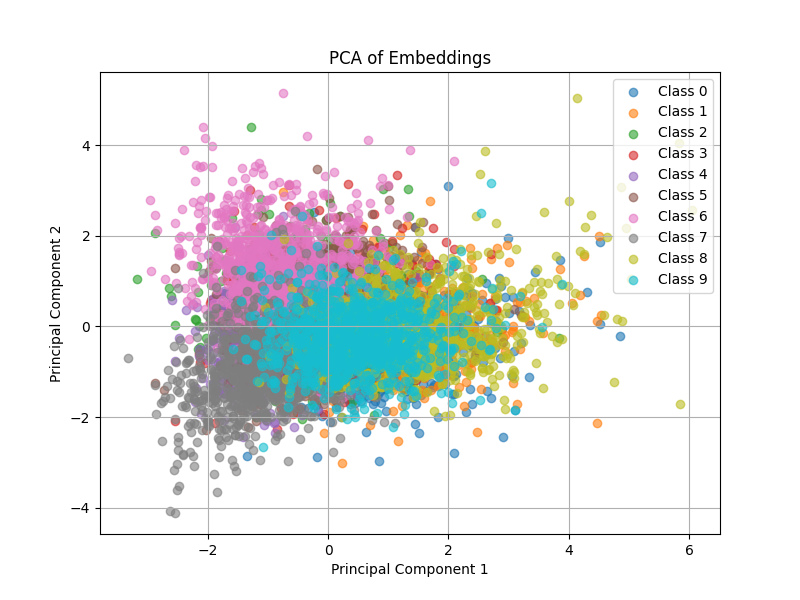 PCA of Embeddings
Class 0
Class 1
Class 2
Class 3
Class 4
Class 5
Class 6
Class 7
Class 8
Class 9
Principal Component 2
4
2
0
−2
−4
−2 0 2 4 6
Principal Component 1